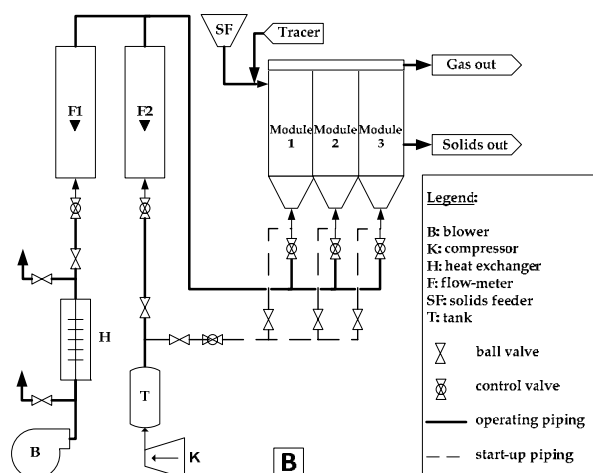 SF
Tracer
Gas out
F1
F2
Module 1
Module 2
Module 3
Solids out
Legend:
B: blower
K: compressor
H: heat exchanger
F: flow-meter
SF: solids feeder
T: tank
ball valve
control valve
operating piping
start-up piping
H
T
B
K
B